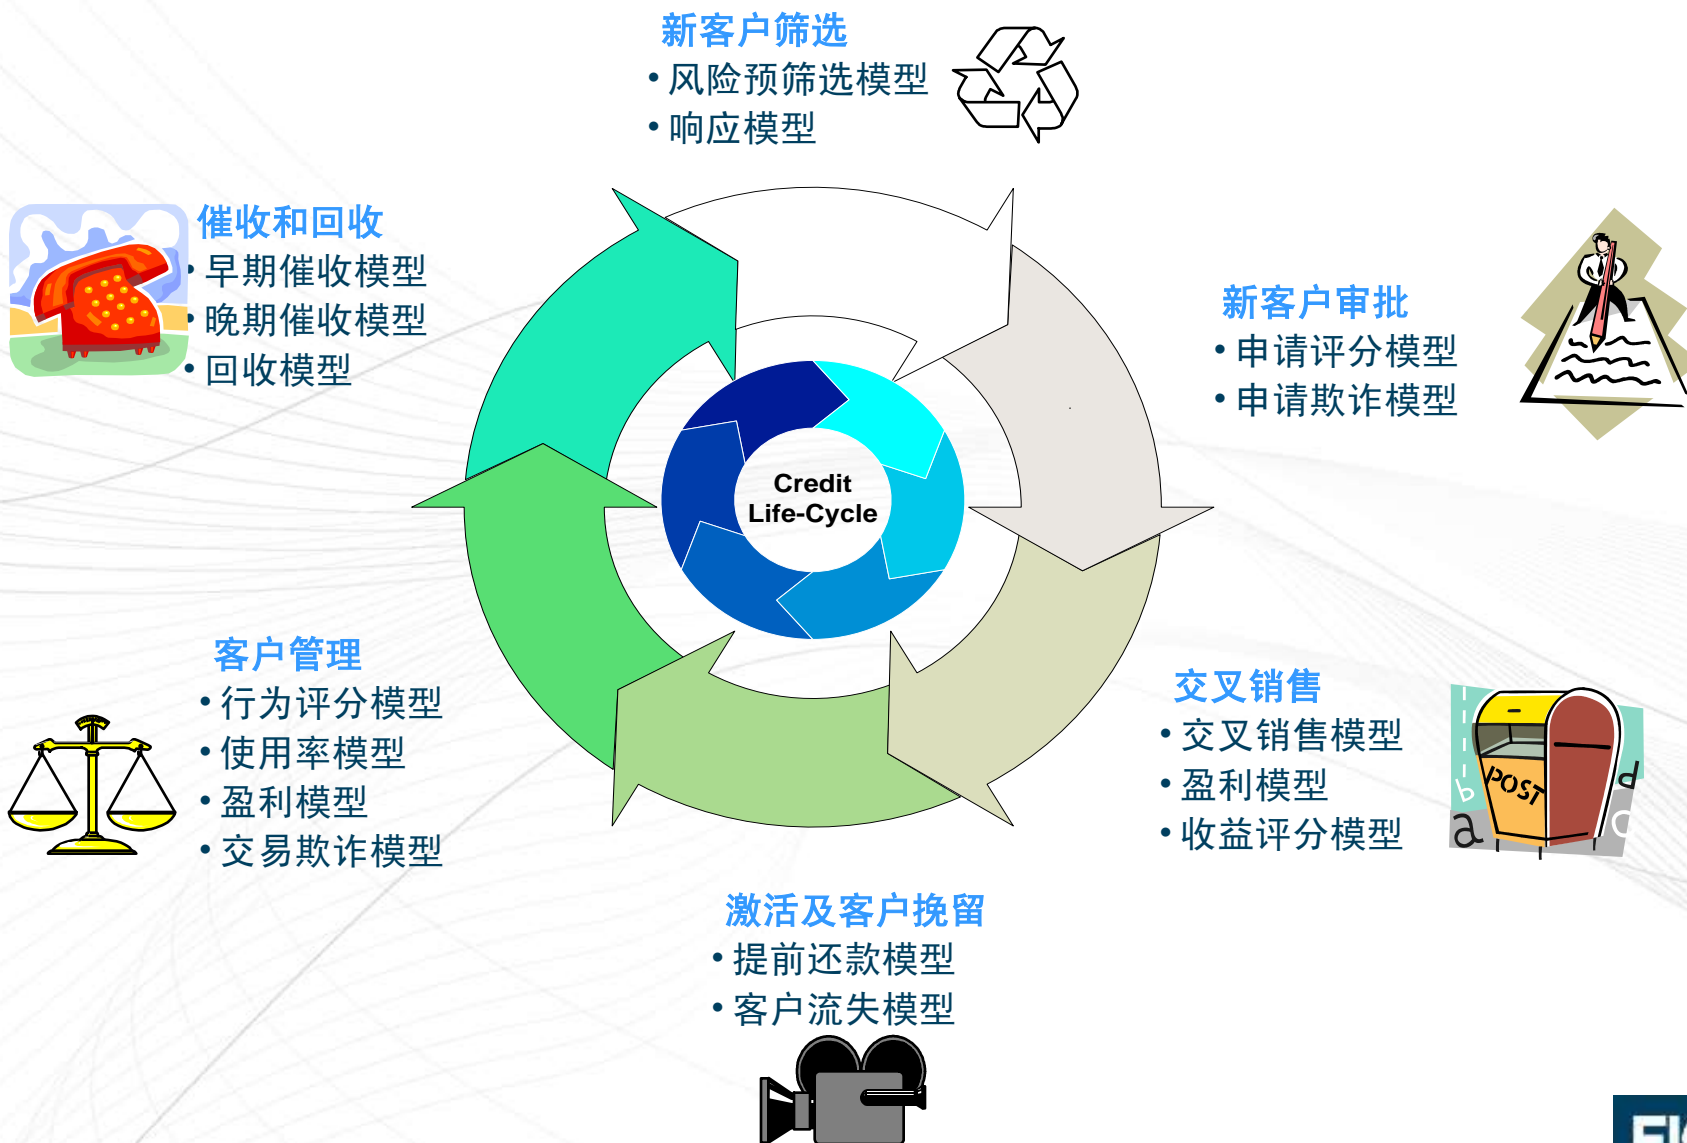 新客户筛选
• 风险预筛选模型
• 响应模型
催收和回收
• 早期催收模型
• 晚期催收模型
• 回收模型
新客户审批
• 申请评分模型
• 申请欺诈模型
Credit
Life-Cycle
客户管理
• 行为评分模型
• 使用率模型
• 盈利模型
• 交易欺诈模型
交叉销售
• 交叉销售模型
• 盈利模型
• 收益评分模型
POST
a
b
d
激活及客户挽留
• 提前还款模型
• 客户流失模型